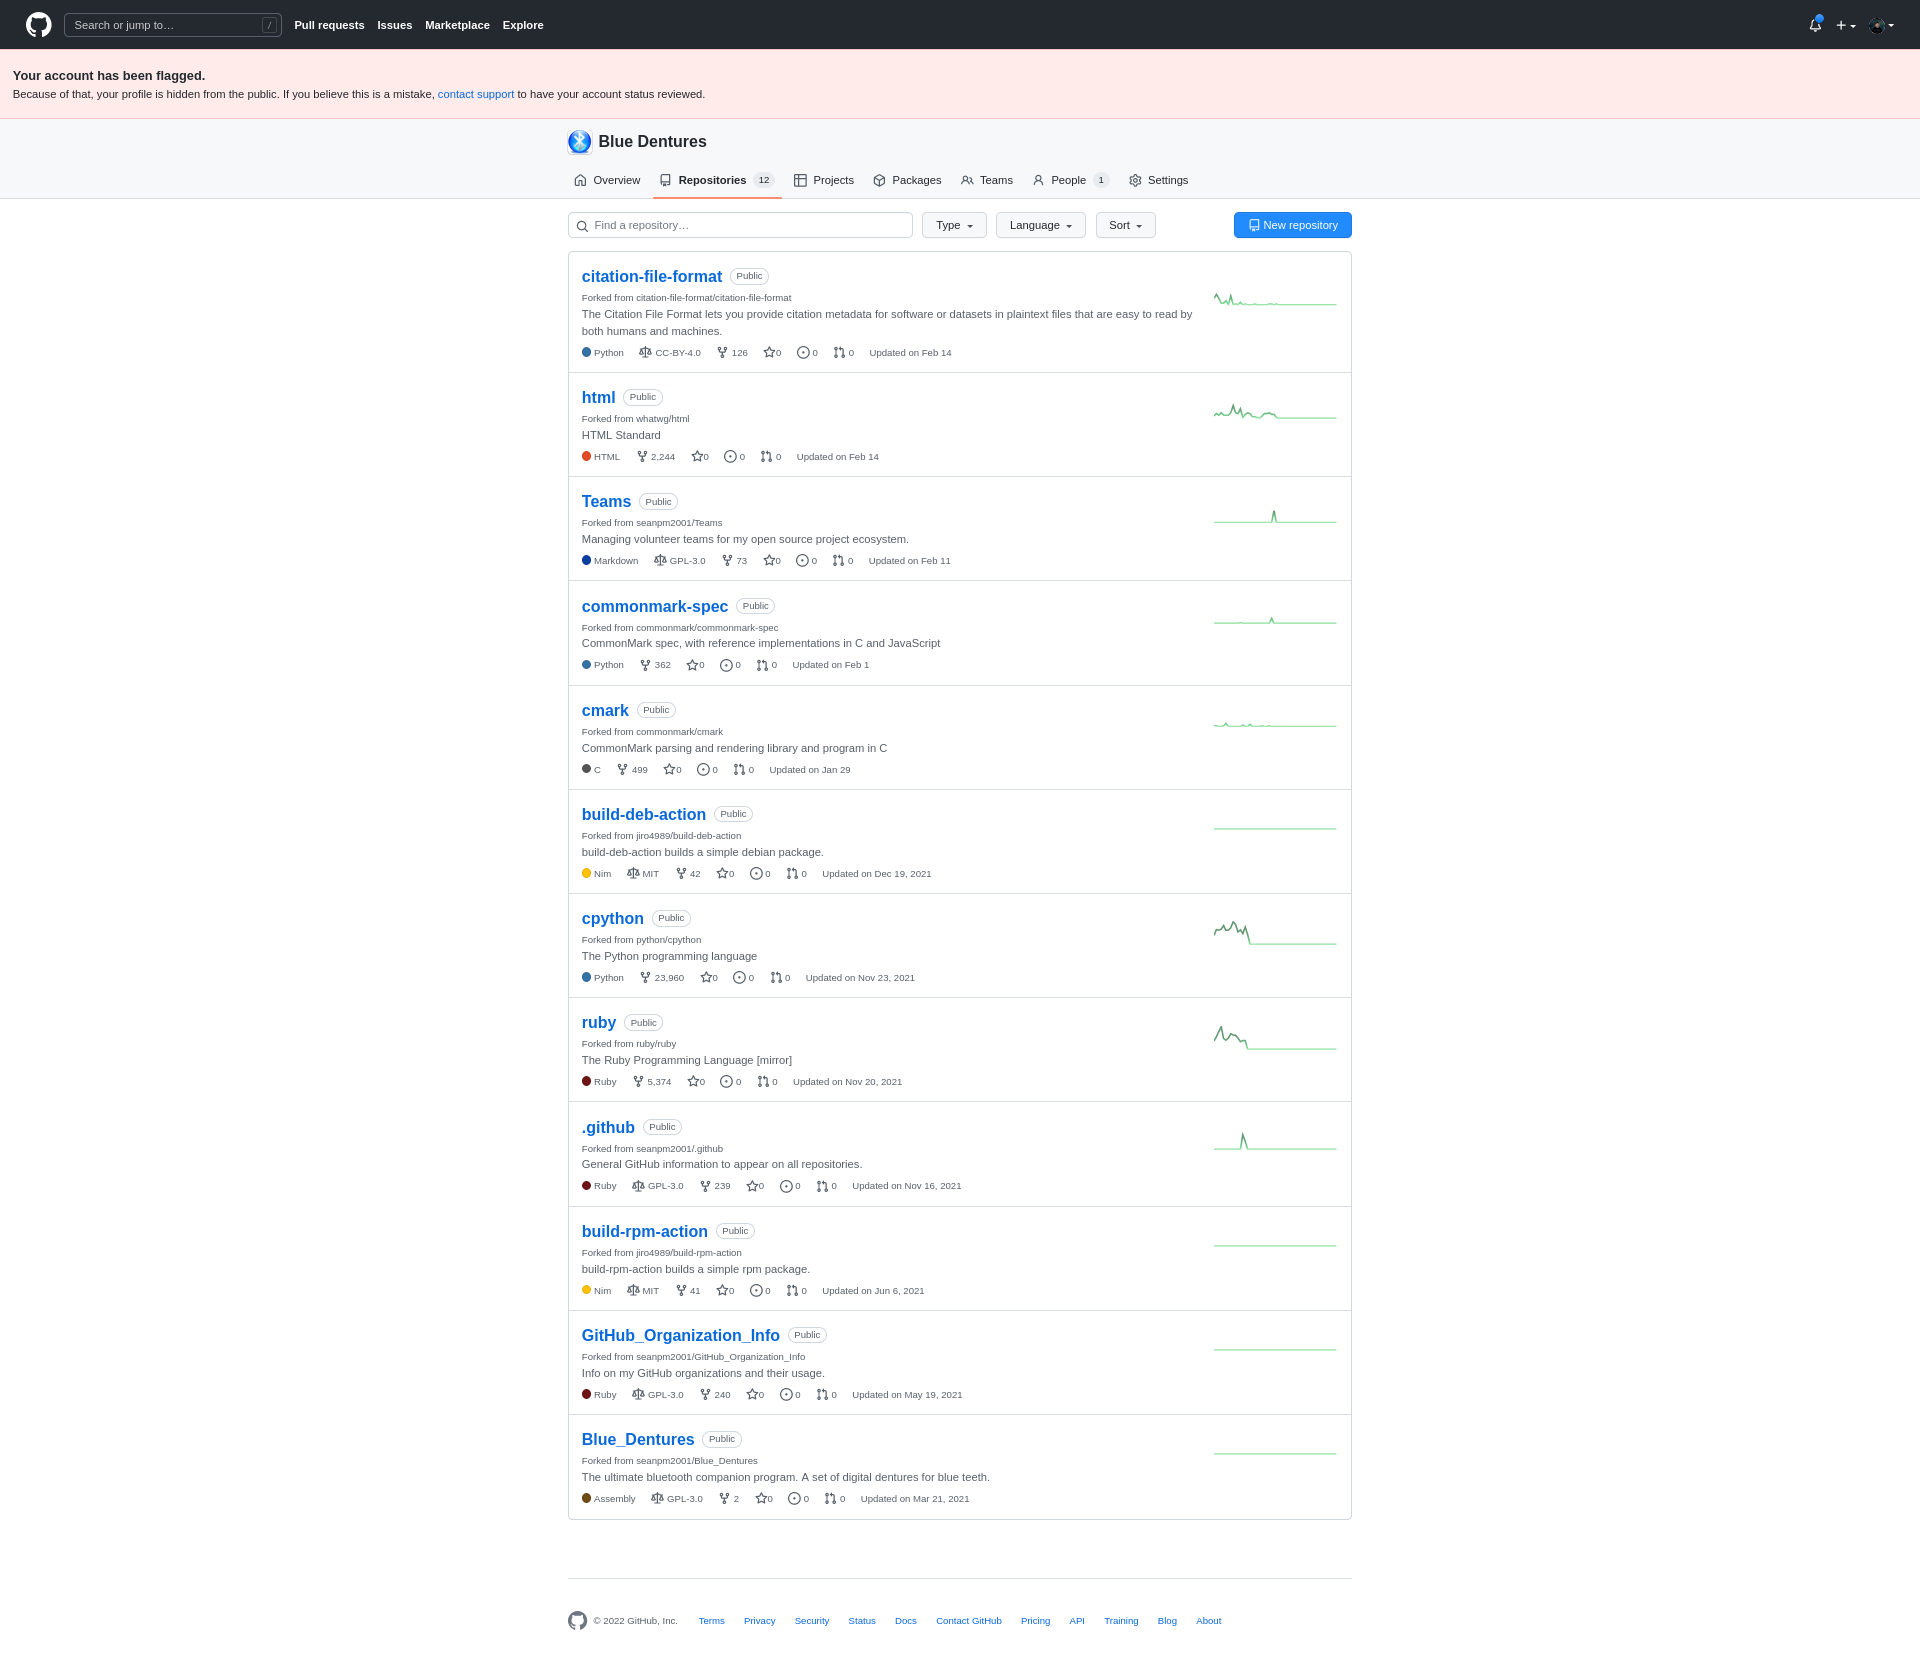 Search or jump to… /
Pull requests Issues Marketplace Explore
Your account has been flagged.
Because of that, your profile is hidden from the public. If you believe this is a mistake, contact support to have your account status reviewed.
Blue Dentures
Overview Repositories 12 Projects Packages Teams People 1 Settings
Find a repository… Type Language Sort New repository
citation-file-format Public
Forked from citation-file-format/citation-file-format
The Citation File Format lets you provide citation metadata for software or datasets in plaintext files that are easy to read by
both humans and machines.
Python CC-BY-4.0 126 0 0 0 Updated on Feb 14
html Public
Forked from whatwg/html
HTML Standard
HTML 2,244 0 0 0 Updated on Feb 14
Teams Public
Forked from seanpm2001/Teams
Managing volunteer teams for my open source project ecosystem.
Markdown GPL-3.0 73 0 0 0 Updated on Feb 11
commonmark-spec Public
Forked from commonmark/commonmark-spec
CommonMark spec, with reference implementations in C and JavaScript
Python 362 0 0 0 Updated on Feb 1
cmark Public
Forked from commonmark/cmark
CommonMark parsing and rendering library and program in C
C 499 0 0 0 Updated on Jan 29
build-deb-action Public
Forked from jiro4989/build-deb-action
build-deb-action builds a simple debian package.
Nim MIT 42 0 0 0 Updated on Dec 19, 2021
cpython Public
Forked from python/cpython
The Python programming language
Python 23,960 0 0 0 Updated on Nov 23, 2021
ruby Public
Forked from ruby/ruby
The Ruby Programming Language [mirror]
Ruby 5,374 0 0 0 Updated on Nov 20, 2021
.github Public
Forked from seanpm2001/.github
General GitHub information to appear on all repositories.
Ruby GPL-3.0 239 0 0 0 Updated on Nov 16, 2021
build-rpm-action Public
Forked from jiro4989/build-rpm-action
build-rpm-action builds a simple rpm package.
Nim MIT 41 0 0 0 Updated on Jun 6, 2021
GitHub_Organization_Info Public
Forked from seanpm2001/GitHub_Organization_Info
Info on my GitHub organizations and their usage.
Ruby GPL-3.0 240 0 0 0 Updated on May 19, 2021
Blue_Dentures Public
Forked from seanpm2001/Blue_Dentures
The ultimate bluetooth companion program. A set of digital dentures for blue teeth.
Assembly GPL-3.0 2 0 0 0 Updated on Mar 21, 2021
© 2022 GitHub, Inc. Terms Privacy Security Status Docs Contact GitHub Pricing API Training Blog About